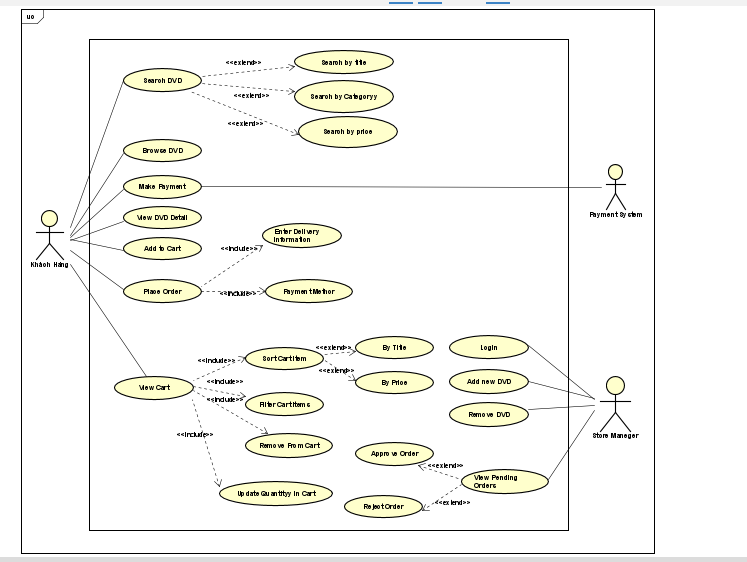 uc
<<extend>>
Search by title
Search DVD
<<extend>>
Search by Categoryy
<<extend>>
Search by price
Browse DVD
Make Payment
Payment System
View DVD Detail
Add to Cart
<<include>>
Enter Delivery
Information
Khách Hàng
Place Order
<<include>>
Payment Methor
<<extend>>
By Title
Login
<<include>>
Sort Cart Item
<<extend>>
By Price
Add new DVD
<<include>>
View Cart
<<include>>
Filter Cart Items
Remove DVD
<<include>>
Remove From Cart
Store Manager
Approve Order
<<extend>>
View Pending
Orders
Update Quantityy In Cart
<<extend>>
Reject Order